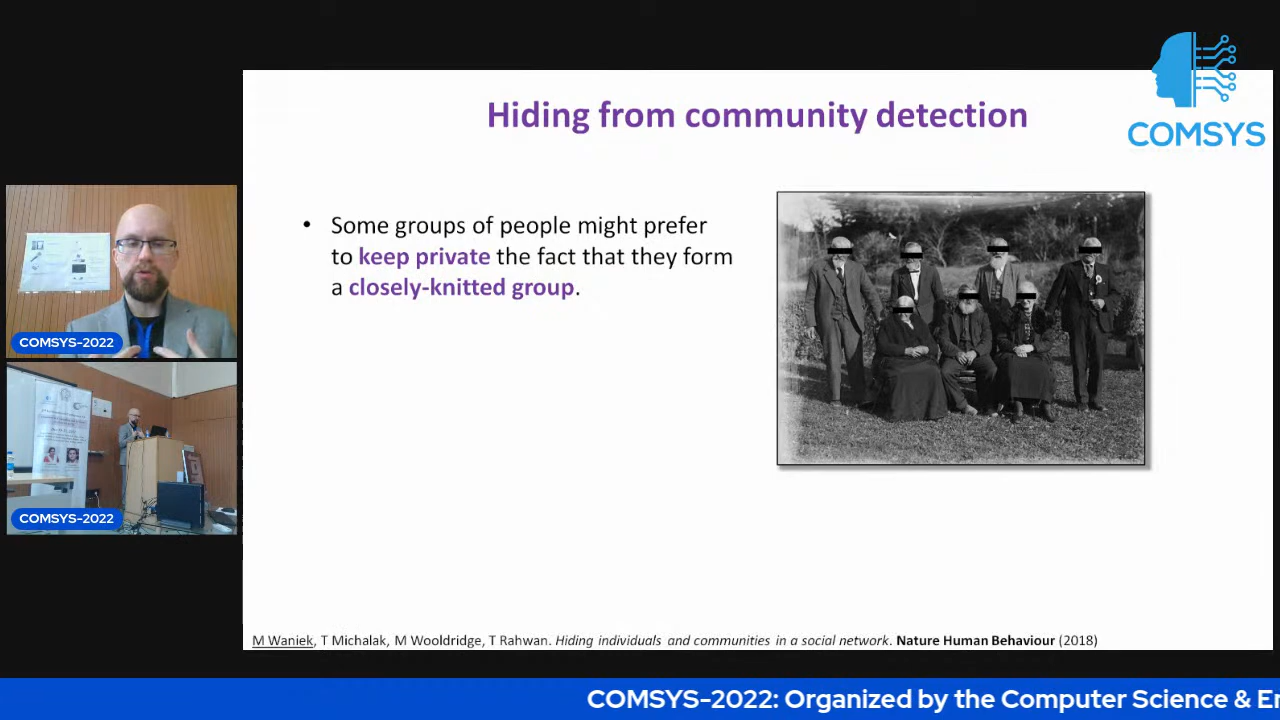 Hiding from community detection
COMSYS
• Some groups of people might prefer
to keep private the fact that they form
a closely-knitted group.
COMSYS-2022
COMSYS-2022
M Waniek, T Michalak, M Wooldridge, T Rahwan. Hiding individuals and communities in a social network. Nature Human Behaviour (2018)
COMSYS-2022: Organized by the Computer Science & E